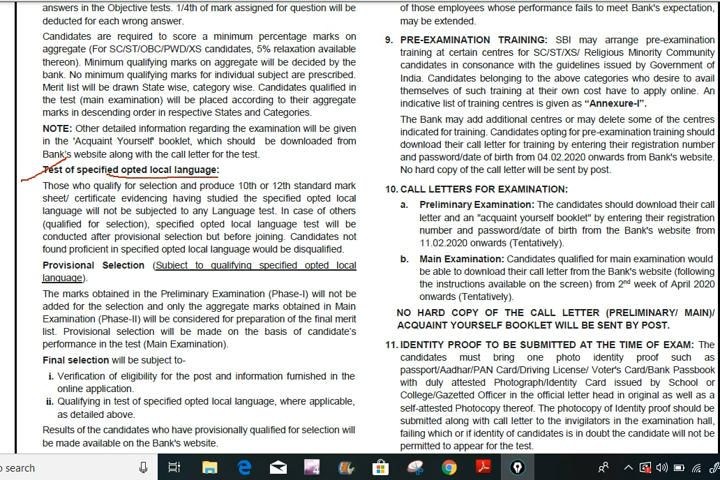 answers in the Objective tests. 1/4th of mark assigned for question will be
deducted for each wrong answer.
Candidates are required to score a minimum percentage marks on
aggregate (For SC/ST/OBC/PWD/XS candidates, 5% relaxation available
thereon). Minimum qualifying marks on aggregate will be decided by the
bank. No minimum qualifying marks for individual subject are prescribed.
Merit list will be drawn State wise, category wise. Candidates qualified in
the test (main examination) will be placed according to their aggregate
marks in descending order in respective States and Categories.
NOTE: Other detailed information regarding the examination will be given
in the 'Acquaint Yourself' booklet, which should be downloaded from
Bank's website along with the call letter for the test.
Test of specified opted local language:
Those who qualify for selection and produce 10th or 12th standard mark
sheet/ certificate evidencing having studied the specified opted local
language will not be subjected to any Language test. In case of others
(qualified for selection), specified opted local language test will be
conducted after provisional selection but before joining. Candidates not
found proficient in specified opted local language would be disqualified.
Provisional Selection (Subject to qualifying specified opted local
language).
The marks obtained in the Preliminary Examination (Phase-I) will not be
added for the selection and only the aggregate marks obtained in Main
Examination (Phase-II) will be considered for preparation of the final merit
list. Provisional selection will be made on the basis of candidate's
performance in the test (Main Examination).
Final selection will be subject to-
i. Verification of eligibility for the post and information furnished in the
online application.
ii. Qualifying in test of specified opted local language, where applicable,
as detailed above.
Results of the candidates who have provisionally qualified for selection will
be made available on the Bank's website.
of those employees whose performance fails to meet Bank's expectation,
may be extended.
9. PRE-EXAMINATION TRAINING: SBI may arrange pre-examination
training at certain centres for SC/ST/XS/ Religious Minority Community
candidates in consonance with the guidelines issued by Government of
India. Candidates belonging to the above categories who desire to avail
themselves of such training at their own cost have to apply online. An
indicative list of training centres is given as "Annexure-I".
The Bank may add additional centres or may delete some of the centres
indicated for training. Candidates opting for pre-examination training should
download their call letter for training by entering their registration number
and password/date of birth from 04.02.2020 onwards from Bank's website.
No hard copy of the call letter will be sent by post.
10. CALL LETTERS FOR EXAMINATION:
a. Preliminary Examination: The candidates should download their call
letter and an "acquaint yourself booklet" by entering their registration
number and password/date of birth from the Bank's website from
11.02.2020 onwards (Tentatively).
b. Main Examination: Candidates qualified for main examination would
be able to download their call letter from the Bank's website (following
the instructions available on the screen) from 2nd week of April 2020
onwards (Tentatively).
NO HARD COPY OF THE CALL LETTER (PRELIMINARY/ MAIN)/
ACQUAINT YOURSELF BOOKLET WILL BE SENT BY POST.
11. IDENTITY PROOF TO BE SUBMITTED AT THE TIME OF EXAM: The
candidates must bring one photo identity proof such as
passport/Aadhar/PAN Card/Driving License/ Voter's Card/Bank Passbook
with duly attested Photograph/Identity Card issued by School or
College/Gazetted Officer in the official letter head in original as well as a
self-attested Photocopy thereof. The photocopy of Identity proof should be
submitted along with call letter to the invigilators in the examination hall,
failing which or if identity of candidates is in doubt the candidate will not be
permitted to appear for the test.
o search